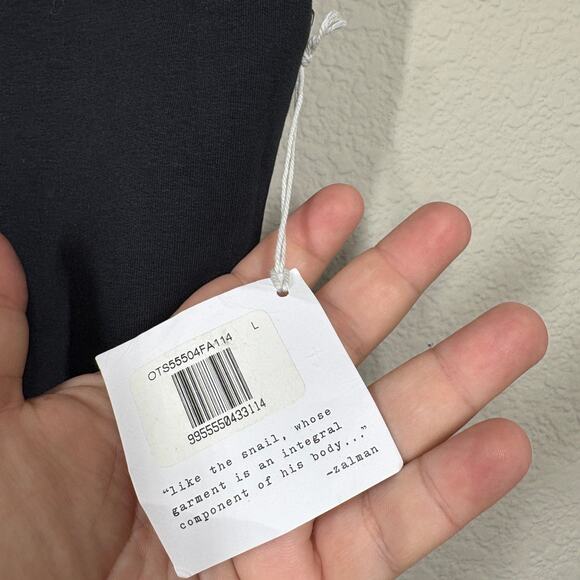 OTS55504FA114 L
9955550433114
“like the snail, whose
garment is an integral
component of his body...”
-zalman